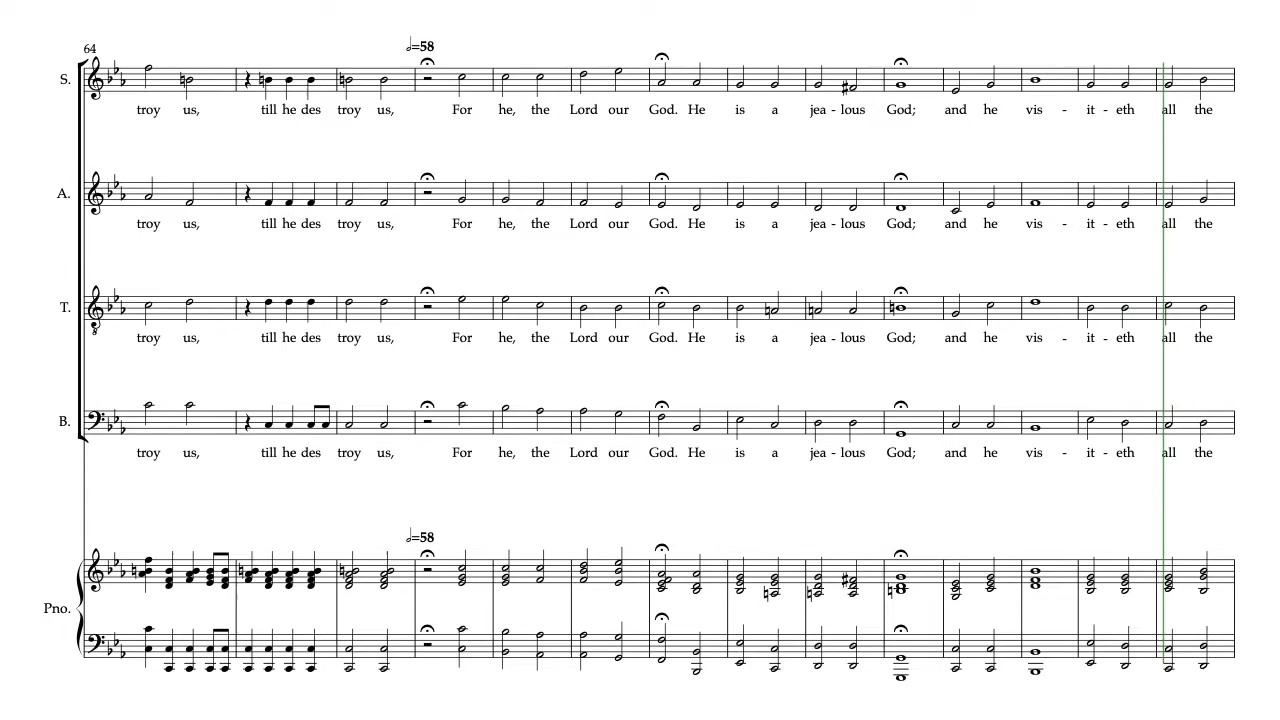 64
𝅗𝅥=58
S.
troy us, till he des troy us, For he, the Lord our God. He is a jea - lous God; and he vis - it - eth all the
A.
troy us, till he des troy us, For he, the Lord our God. He is a jea - lous God; and he vis - it - eth all the
T.
8
troy us, till he des troy us, For he, the Lord our God. He is a jea - lous God; and he vis - it - eth all the
B.
troy us, till he des troy us, For he, the Lord our God. He is a jea - lous God; and he vis - it - eth all the
𝅗𝅥=58
Pno.